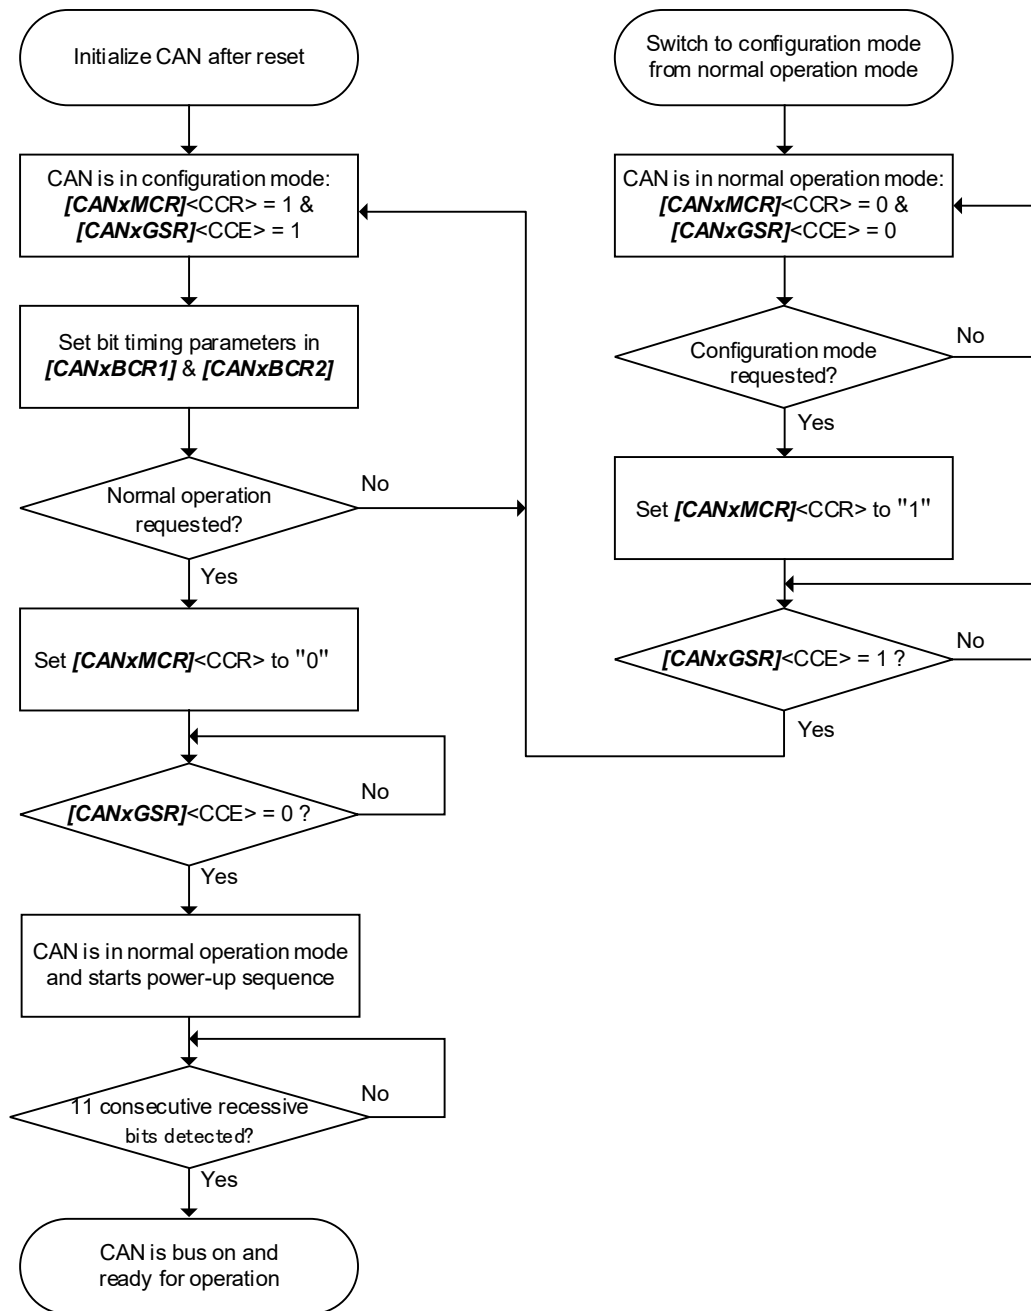 Initialize CAN after reset
CAN is in configuration mode:
[CANxMCR]<CCR> = 1 &
[CANxGSR]<CCE> = 1
Set bit timing parameters in
[CANxBCR1] & [CANxBCR2]
Normal operation
requested?
No
Yes
Set [CANxMCR]<CCR> to "0"
[CANxGSR]<CCE> = 0 ?
No
Yes
CAN is in normal operation mode
and starts power-up sequence
11 consecutive recessive
bits detected?
No
Yes
CAN is bus on and
ready for operation
Switch to configuration mode
from normal operation mode
CAN is in normal operation mode:
[CANxMCR]<CCR> = 0 &
[CANxGSR]<CCE> = 0
Configuration mode
requested?
No
Yes
Set [CANxMCR]<CCR> to "1"
[CANxGSR]<CCE> = 1 ?
No
Yes